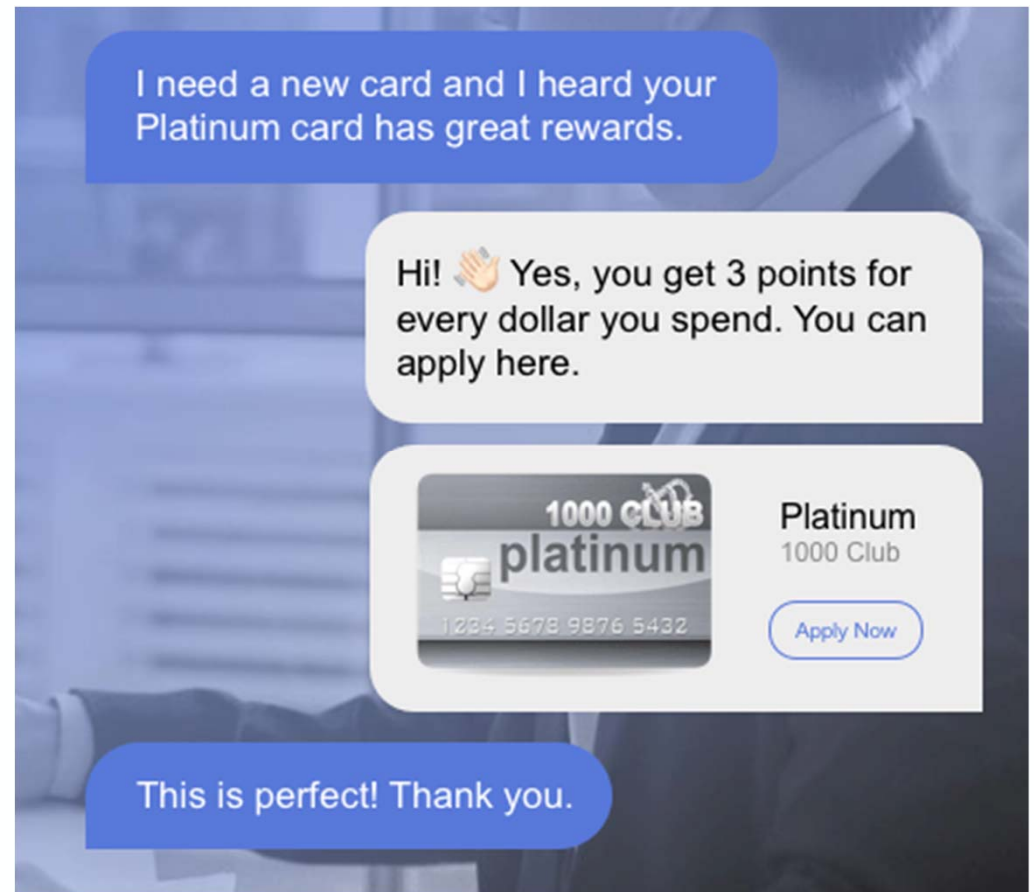 I need a new card and I heard your
Platinum card has great rewards.
Hi! 👋🏻 Yes, you get 3 points for
every dollar you spend. You can
apply here.
1000 CLUB
platinum
1234 5678 9876 5432
Platinum
1000 Club
Apply Now
This is perfect! Thank you.